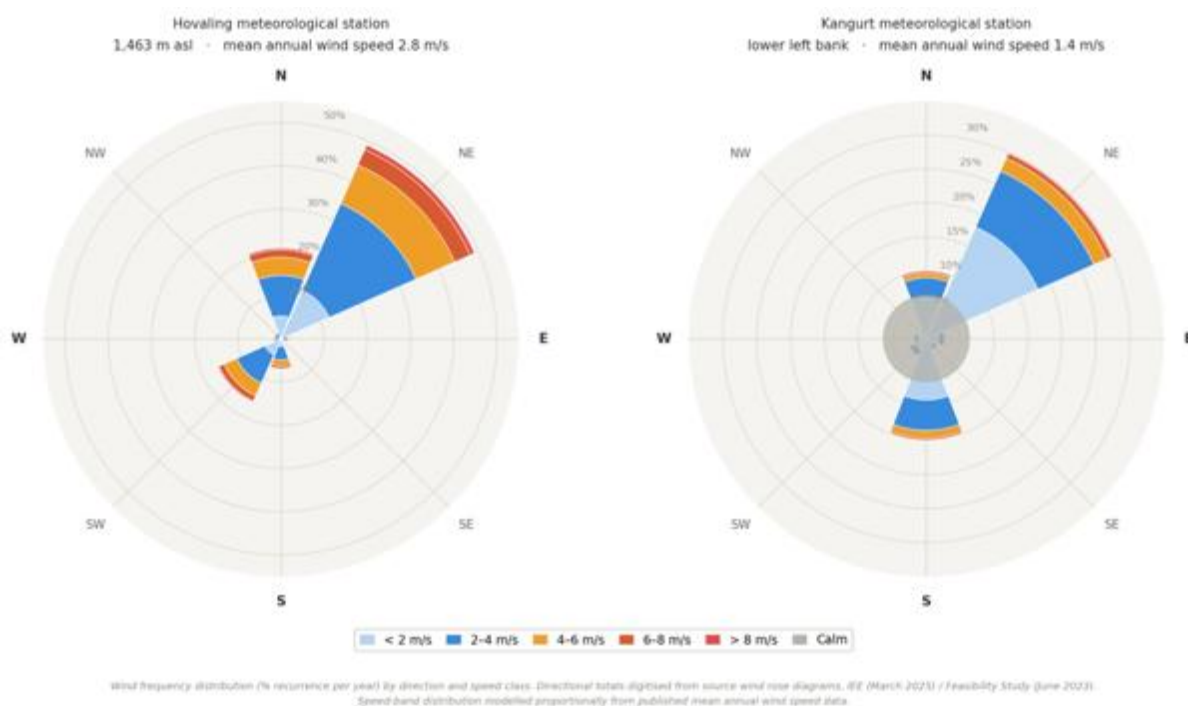 Hovaling meteorological station
1,463 m asl · mean annual wind speed 2.8 m/s
N
NW
NE
50%
40%
30%
20%
W
E
SW
SE
S
Kangurt meteorological station
lower left bank · mean annual wind speed 1.4 m/s
N
NW
NE
30%
25%
20%
15%
10%
W
E
SW
SE
S
< 2 m/s 2–4 m/s 4–6 m/s 6–8 m/s > 8 m/s Calm
Wind frequency distribution (% recurrence per year) by direction and speed class. Directional totals digitised from source wind rose diagrams, IEE (March 2025) / Feasibility Study (June 2023).
Speed-band distribution modelled proportionally from published mean annual wind speed data.